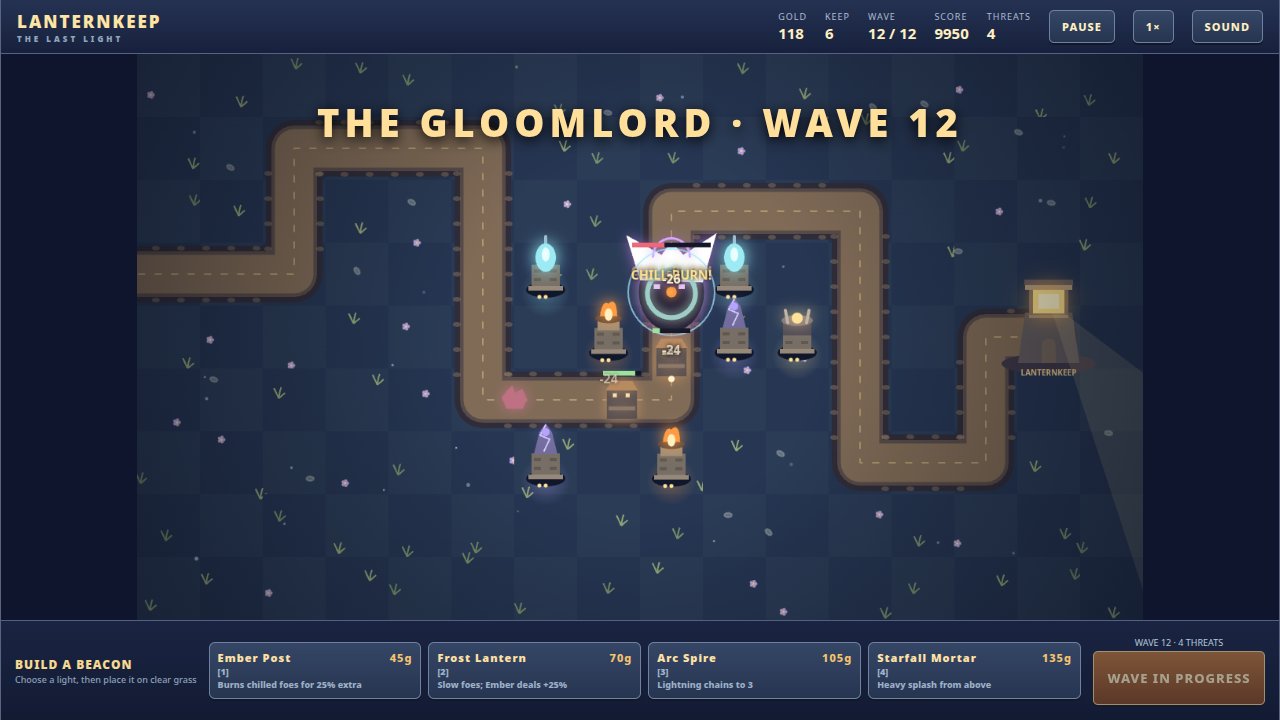 LANTERNKEEP
THE LAST LIGHT
GOLD 118
KEEP 6
WAVE 12 / 12
SCORE 9950
THREATS 4
PAUSE
1×
SOUND
THE GLOOMLORD · WAVE 12
CHILL-BURN!
-24
-24
LANTERNKEEP
BUILD A BEACON
Choose a light, then place it on clear grass
Ember Post 45g
[1]
Burns chilled foes for 25% extra
Frost Lantern 70g
[2]
Slow foes; Ember deals +25%
Arc Spire 105g
[3]
Lightning chains to 3
Starfall Mortar 135g
[4]
Heavy splash from above
WAVE 12 · 4 THREATS
WAVE IN PROGRESS